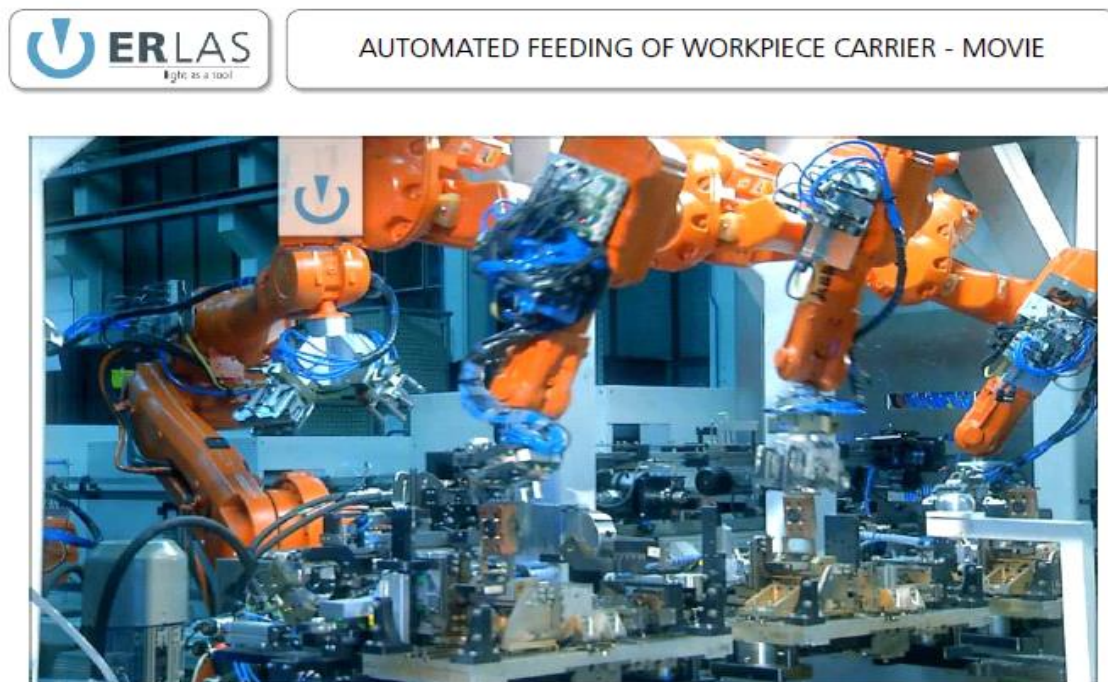 ERLAS
light as a tool
AUTOMATED FEEDING OF WORKPIECE CARRIER - MOVIE